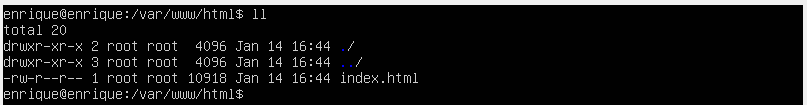 enrique@enrique:/var/www/html$ ll
total 20
drwxr-xr-x 2 root root  4096 Jan 14 16:44 ./
drwxr-xr-x 3 root root  4096 Jan 14 16:44 ../
-rw-r--r-- 1 root root 10918 Jan 14 16:44 index.html
enrique@enrique:/var/www/html$